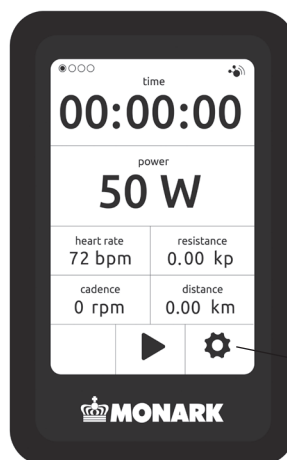 time
00:00:00
power
50 W
heart rate resistance
72 bpm 0.00 kp
cadence distance
0 rpm 0.00 km
MONARK